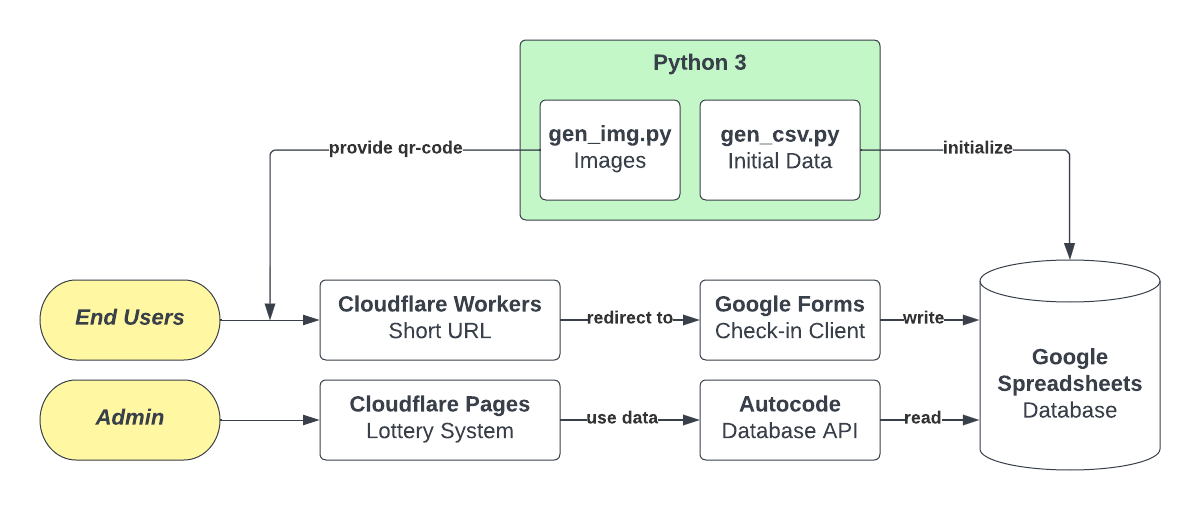 Python 3
gen_img.py
Images
gen_csv.py
Initial Data
provide qr-code
initialize
End Users
Cloudflare Workers
Short URL
redirect to
Google Forms
Check-in Client
write
Google
Spreadsheets
Database
Admin
Cloudflare Pages
Lottery System
use data
Autocode
Database API
read